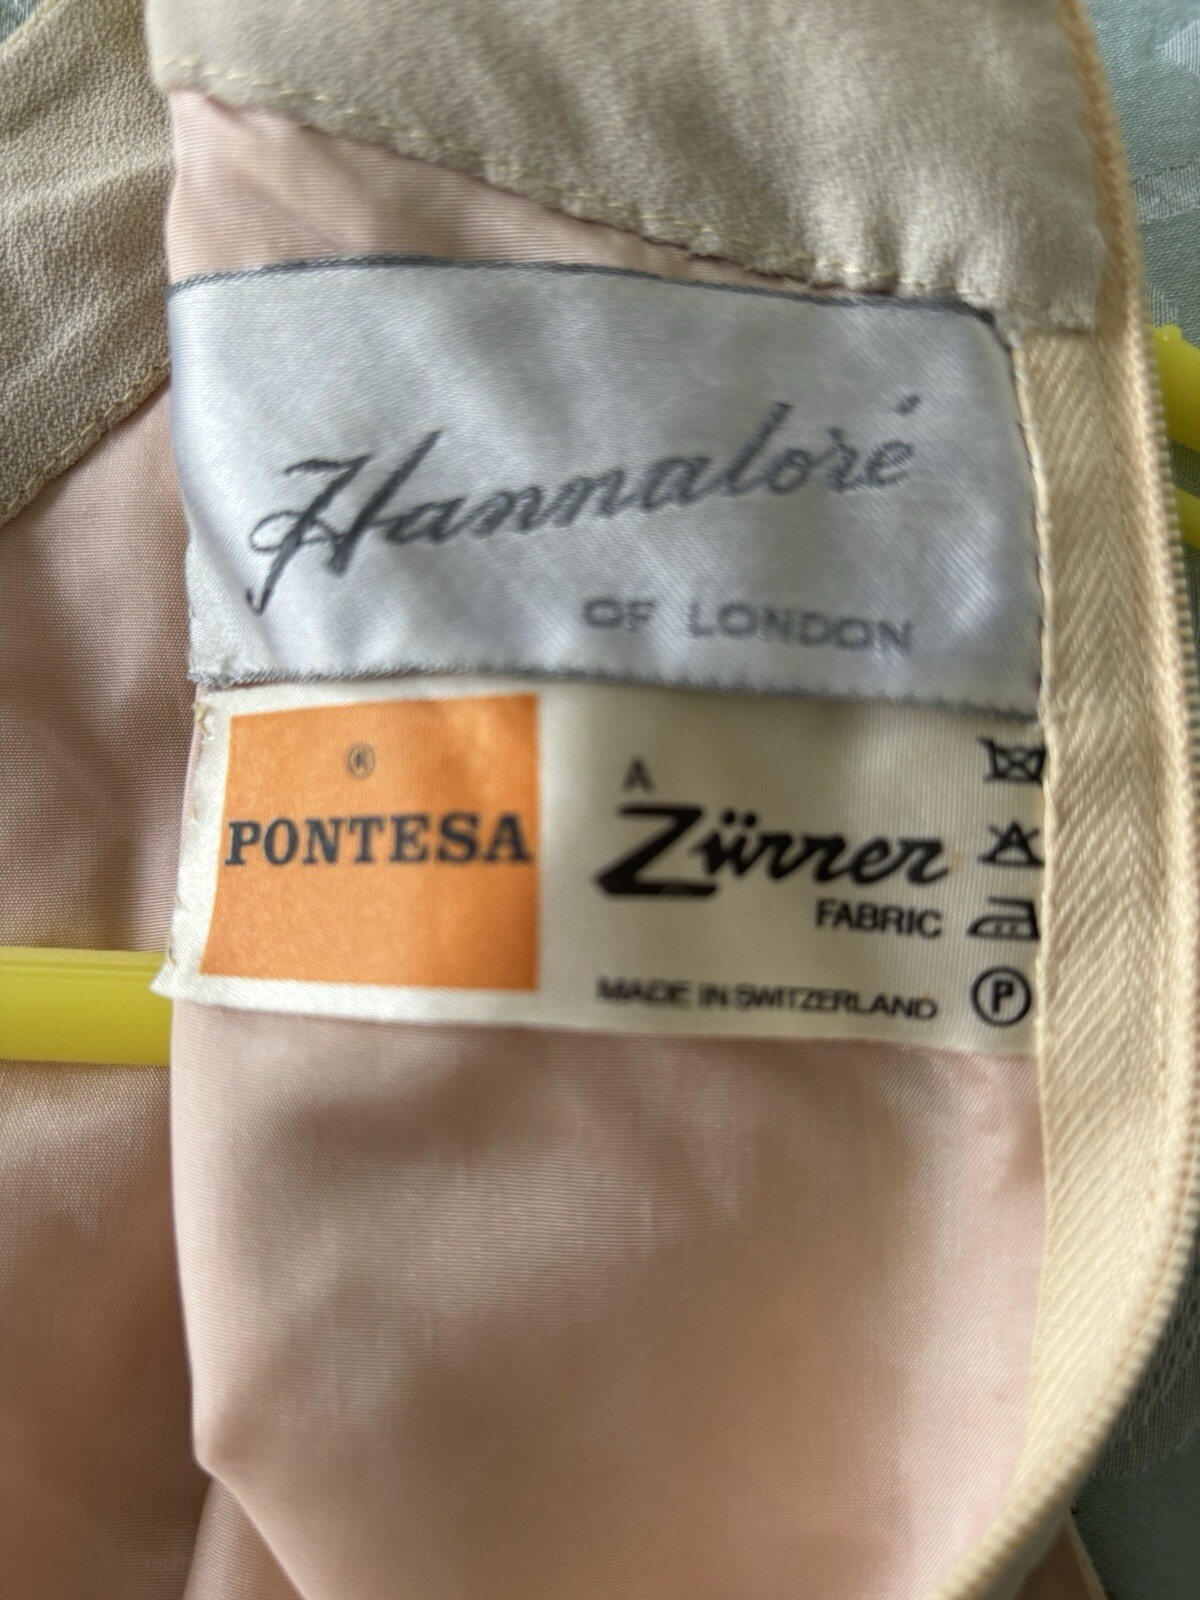 Hannaloré
OF LONDON
®
PONTESA
A
Zürrer
FABRIC
MADE IN SWITZERLAND
P